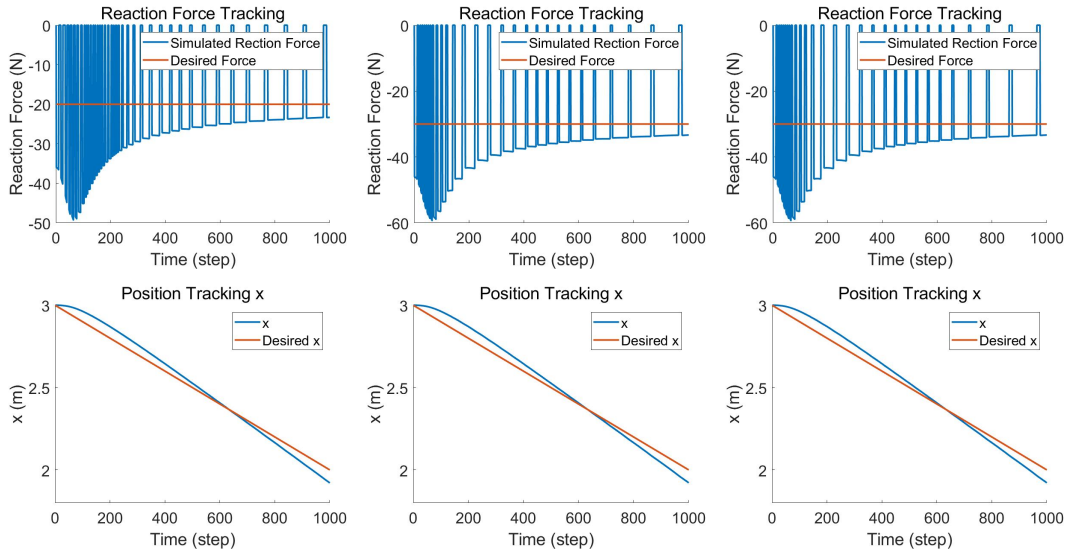 Reaction Force Tracking
0
-10
-20
-30
-40
-50
Reaction Force (N)
Simulated Rection Force
Desired Force
0 200 400 600 800 1000
Time (step)
Reaction Force Tracking
0
-20
-40
-60
Reaction Force (N)
Simulated Rection Force
Desired Force
0 200 400 600 800 1000
Time (step)
Reaction Force Tracking
0
-20
-40
-60
Reaction Force (N)
Simulated Rection Force
Desired Force
0 200 400 600 800 1000
Time (step)
Position Tracking x
3
2.5
2
x (m)
x
Desired x
0 200 400 600 800 1000
Time (step)
Position Tracking x
3
2.5
2
x (m)
x
Desired x
0 200 400 600 800 1000
Time (step)
Position Tracking x
3
2.5
2
x (m)
x
Desired x
0 200 400 600 800 1000
Time (step)